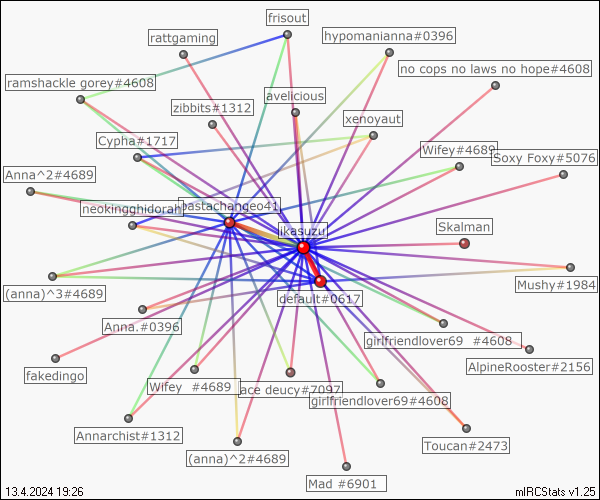 frisout
rattgaming
hypomanianna#0396
no cops no laws no hope#4608
ramshackle gorey#4608
avelicious
zibbits#1312
xenoyaut
Cypha#1717
Wifey#4689
Soxy Foxy#5076
Anna^2#4689
neokingghidorah
pastachangeo41
ikasuzu
Skalman
Mushy#1984
(anna)^3#4689
default#0617
Anna.#0396
girlfriendlover69 #4608
AlpineRooster#2156
fakedingo
Wifey #4689
ace deucy#7097
girlfriendlover69#4608
Annarchist#1312
Toucan#2473
(anna)^2#4689
Mad #6901
13.4.2024 19:26
mIRCStats v1.25